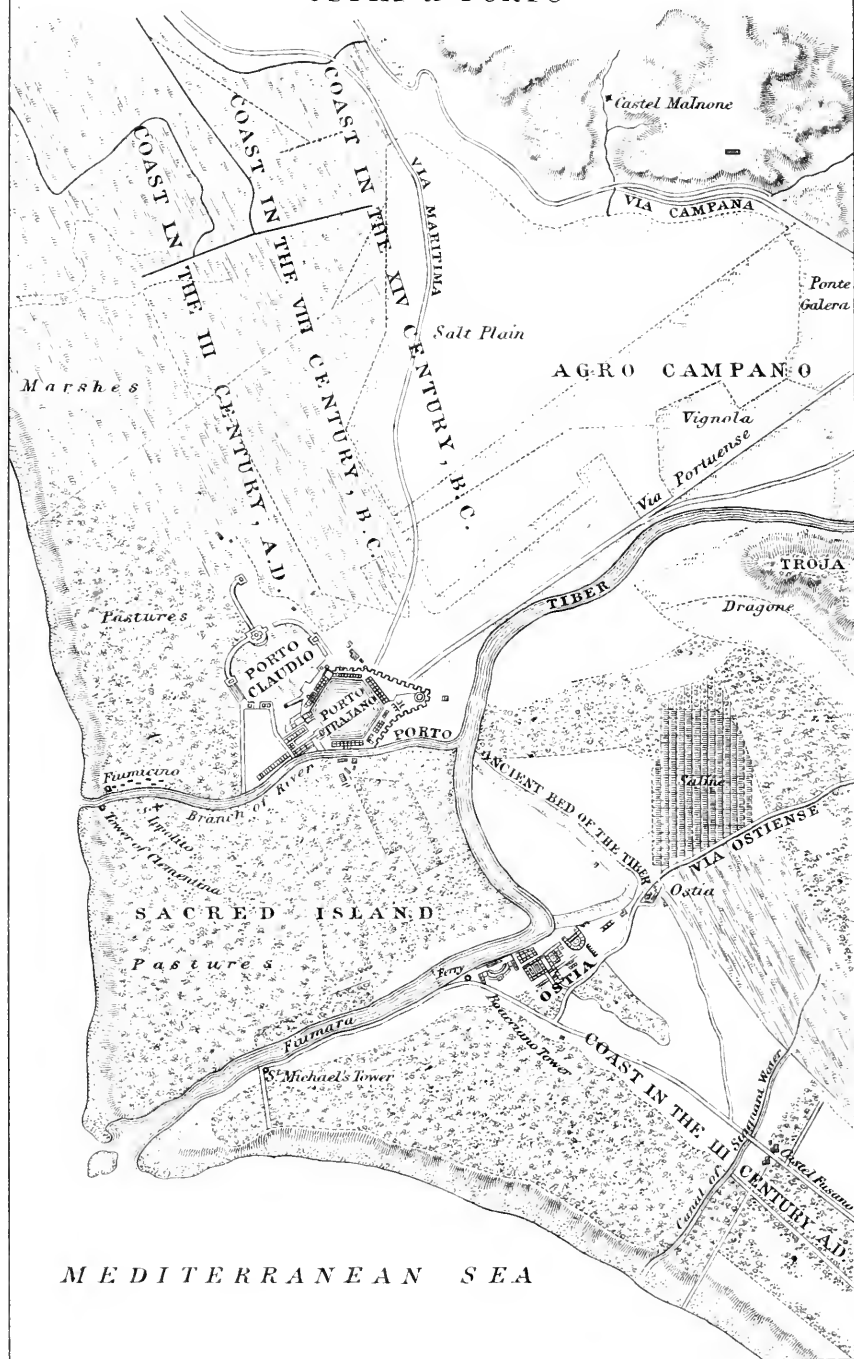 Castel Malnone
COAST IN THE III CENTURY, A.D.
COAST IN THE VIII CENTURY, B.C.
COAST IN THE XIV CENTURY, B.C.
VIA MARITIMA
VIA CAMPANA
Ponte
Galera
Salt Plain
AGRO CAMPANO
Marshes
Vignola
Via Portuense
TROJA
TIBER
Dragone
Pastures
PORTO
CLAUDIO
PORTO
TRAJANO
PORTO
Fiumicino
Branch of River
Ippolito
Tower of Clementina
ANCIENT BED OF THE TIBER
Saline
VIA OSTIENSE
Ostia
SACRED ISLAND
Pastures
Ferry
OSTIA
Fiumara
Tower
COAST IN THE III CENTURY, A.D.
St. Michael's Tower
Canal of Stagnant Water
Castel Fusano
MEDITERRANEAN SEA